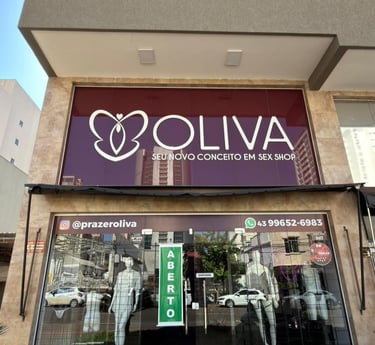 OLIVA
SEU NOVO CONCEITO EM SEX SHOP
@prazeroliva
43 99652-6983
ABERTO